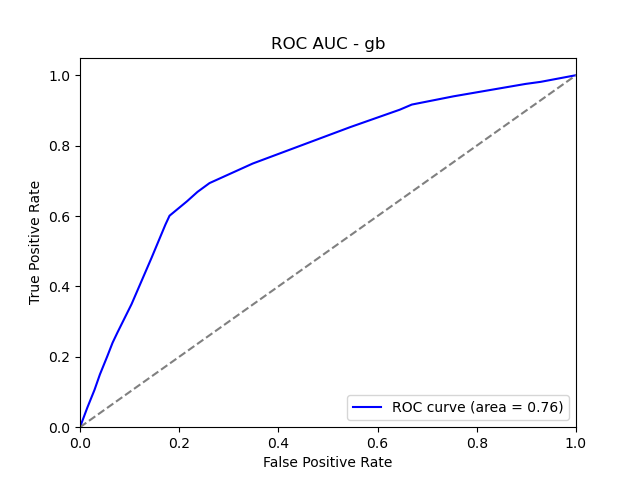 ROC AUC - gb
True Positive Rate
1.0
0.8
0.6
0.4
0.2
0.0
0.0 0.2 0.4 0.6 0.8 1.0
False Positive Rate
ROC curve (area = 0.76)